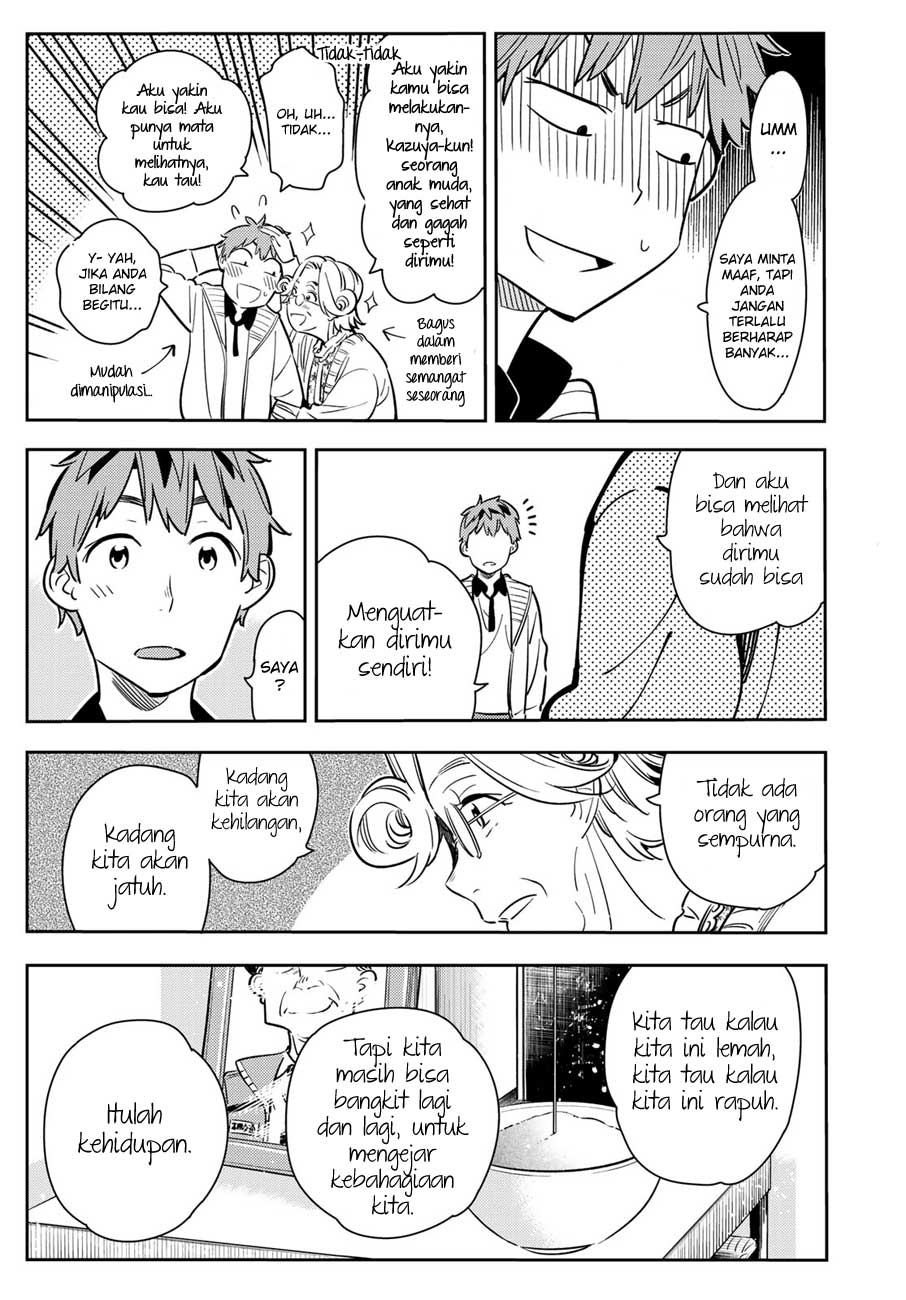 UMM
...
SAYA MINTA
MAAF, TAPI
ANDA
JANGAN
TERLALU
BERHARAP
BANYAK...
Tidak-tidak
Aku yakin
kamu bisa
melakukan-
nya,
Kazuya-kun!
seorang
anak muda,
yang sehat
dan gagah
seperti
dirimu!
OH, UH...
TIDAK...
Aku yakin
kau bisa! Aku
punya mata
untuk
melihatnya,
kau tau!
Y- YAH,
JIKA ANDA
BILANG
BEGITU...
Bagus
dalam
memberi
semangat
seseorang
Mudah
dimanipulasi...
Dan aku
bisa melihat
bahwa
dirimu
sudah bisa
Menguat-
kan dirimu
sendiri!
SAYA
?
Tidak ada
orang yang
sempurna.
Kadang
kita akan
kehilangan,
Kadang
kita akan
jatuh.
Kita tau kalau
kita ini lemah,
kita tau kalau
kita ini rapuh.
Tapi kita
masih bisa
bangkit lagi
dan lagi, untuk
mengejar
kebahagiaan
kita.
Itulah
kehidupan.